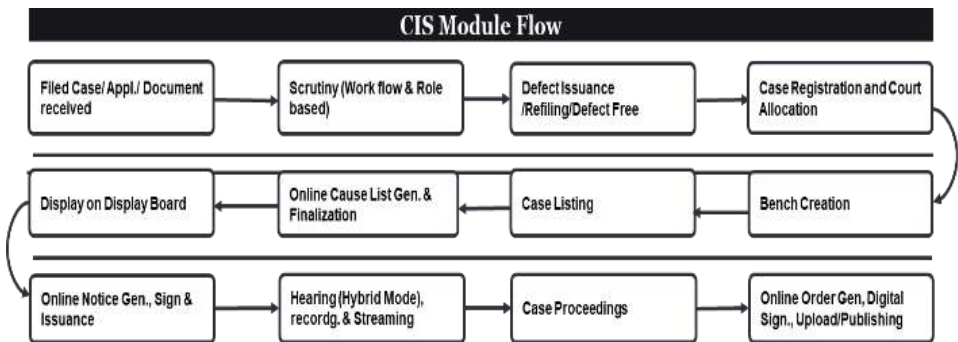 CIS Module Flow
Filed Case/ Appl./ Document
received
Scrutiny (Work flow & Role
based)
Defect Issuance
/Refiling/Defect Free
Case Registration and Court
Allocation
Bench Creation
Case Listing
Online Cause List Gen. &
Finalization
Display on Display Board
Online Notice Gen., Sign &
Issuance
Hearing (Hybrid Mode),
recordg. & Streaming
Case Proceedings
Online Order Gen, Digital
Sign., Upload/Publishing